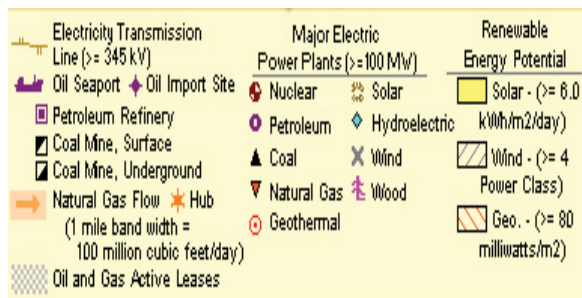 Electricity Transmission
Line (>= 345 kV)
Oil Seaport Oil Import Site
Petroleum Refinery
Coal Mine, Surface
Coal Mine, Underground
Natural Gas Flow Hub
(1 mile band width =
100 million cubic feet/day)
Oil and Gas Active Leases
Major Electric
Power Plants (>=100 MW)
Nuclear Solar
Petroleum Hydroelectric
Coal Wind
Natural Gas Wood
Geothermal
Renewable
Energy Potential
Solar - (>= 6.0
kWh/m2/day)
Wind - (>= 4
Power Class)
Geo. - (>= 80
milliwatts/m2)